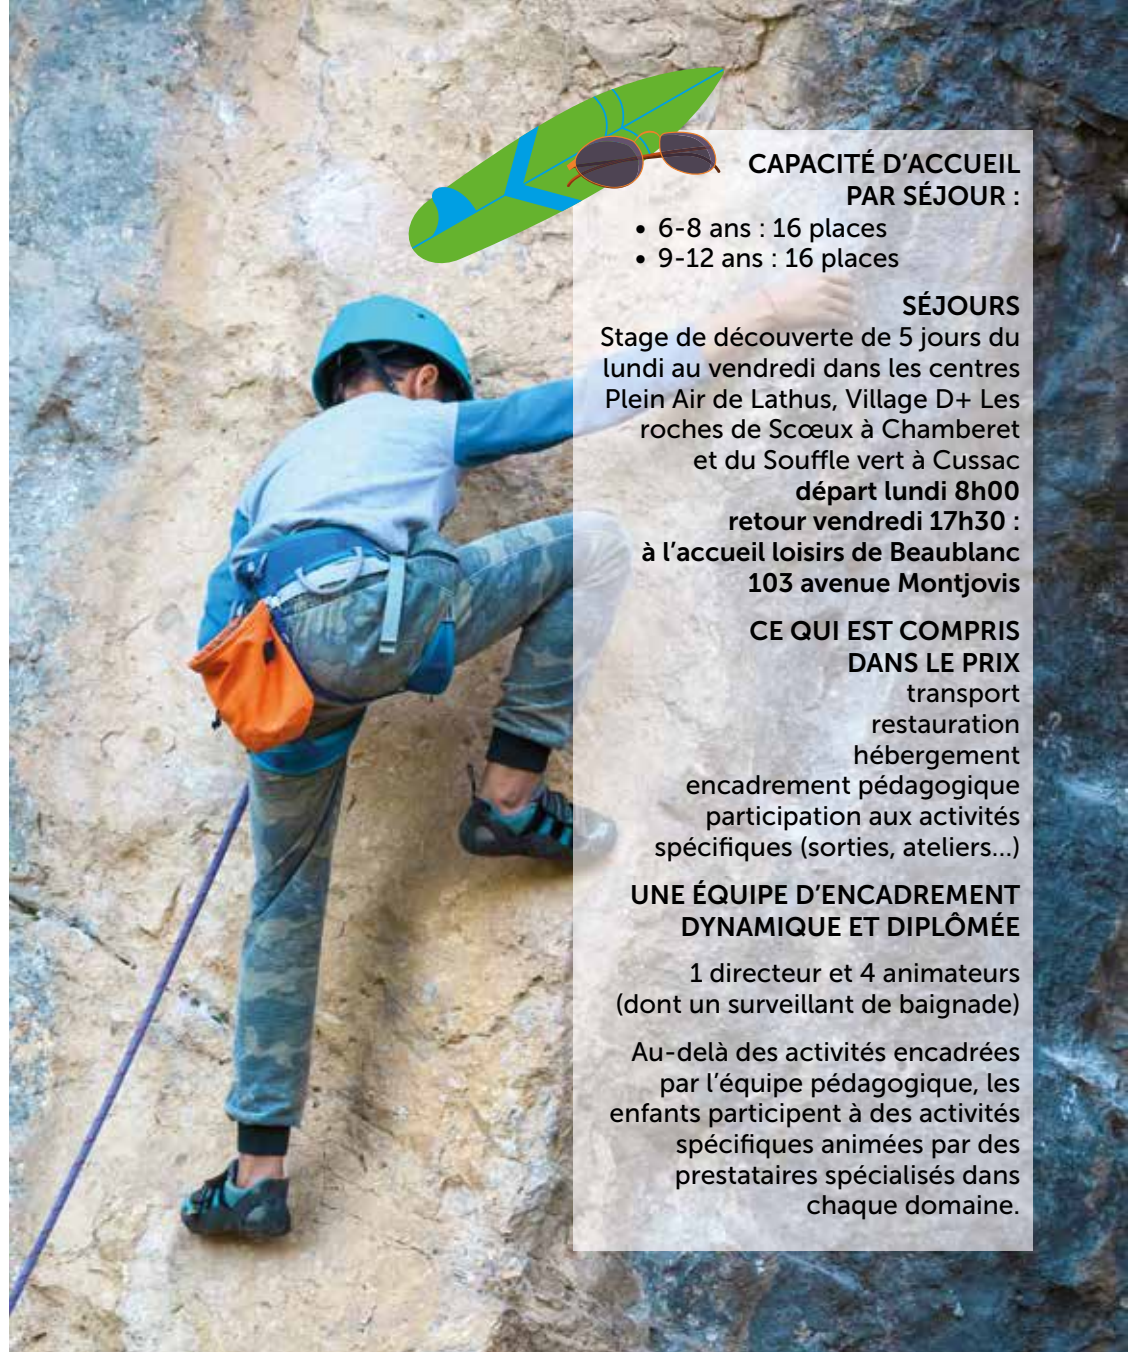 CAPACITÉ D’ACCUEIL
PAR SÉJOUR :
• 6-8 ans : 16 places
• 9-12 ans : 16 places
SÉJOURS
Stage de découverte de 5 jours du
lundi au vendredi dans les centres
Plein Air de Lathus, Village D+ Les
roches de Scœux à Chamberet
et du Souffle vert à Cussac
départ lundi 8h00
retour vendredi 17h30 :
à l’accueil loisirs de Beaublanc
103 avenue Montjovis
CE QUI EST COMPRIS
DANS LE PRIX
transport
restauration
hébergement
encadrement pédagogique
participation aux activités
spécifiques (sorties, ateliers...)
UNE ÉQUIPE D’ENCADREMENT
DYNAMIQUE ET DIPLÔMÉE
1 directeur et 4 animateurs
(dont un surveillant de baignade)
Au-delà des activités encadrées
par l’équipe pédagogique, les
enfants participent à des activités
spécifiques animées par des
prestataires spécialisés dans
chaque domaine.